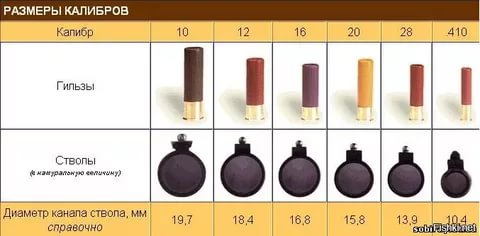 РАЗМЕРЫ КАЛИБРОВ
Калибр 10 12 16 20 28 .410
Гильзы
Стволы
(в натуральную величину)
Диаметр канала ствола, мм 19,7 18,4 16,8 15,8 13,9 10,4
справочно
Fishki.net